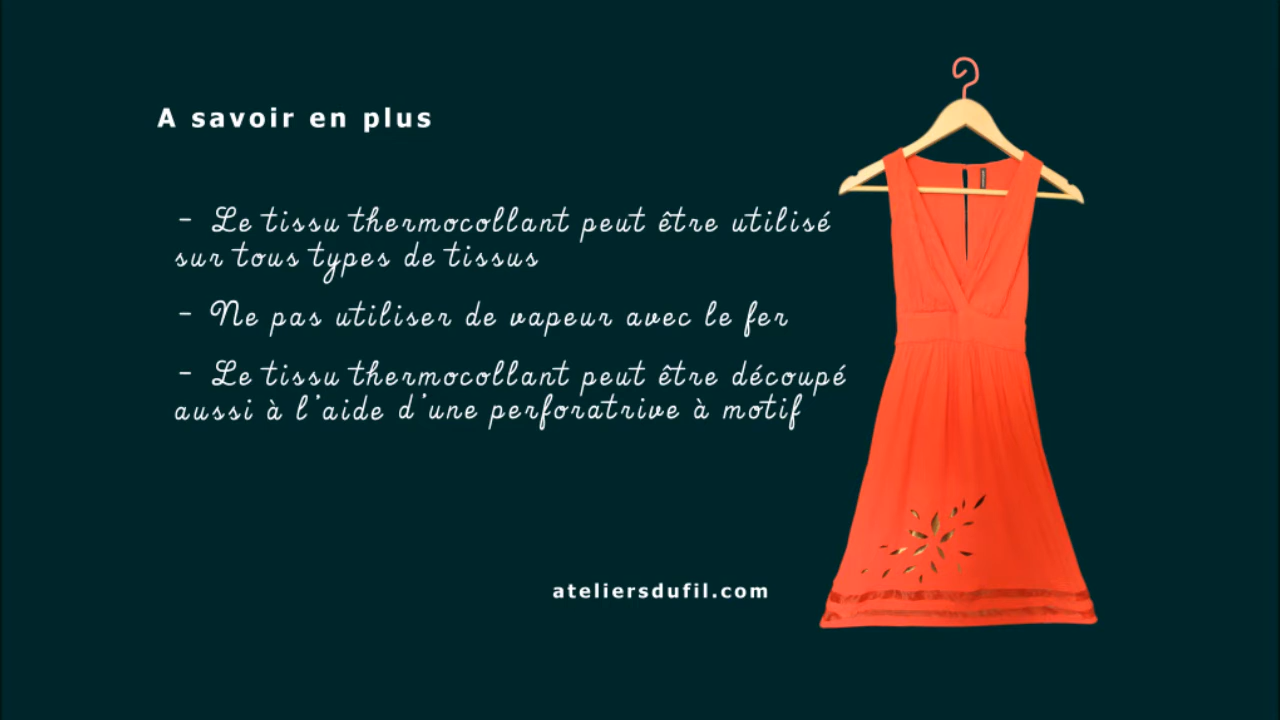 A savoir en plus
- Le tissu thermocollant peut être utilisé
sur tous types de tissus
- Ne pas utiliser de vapeur avec le fer
- Le tissu thermocollant peut être découpé
aussi à l'aide d'une perforatrive à motif
ateliersdufil.com